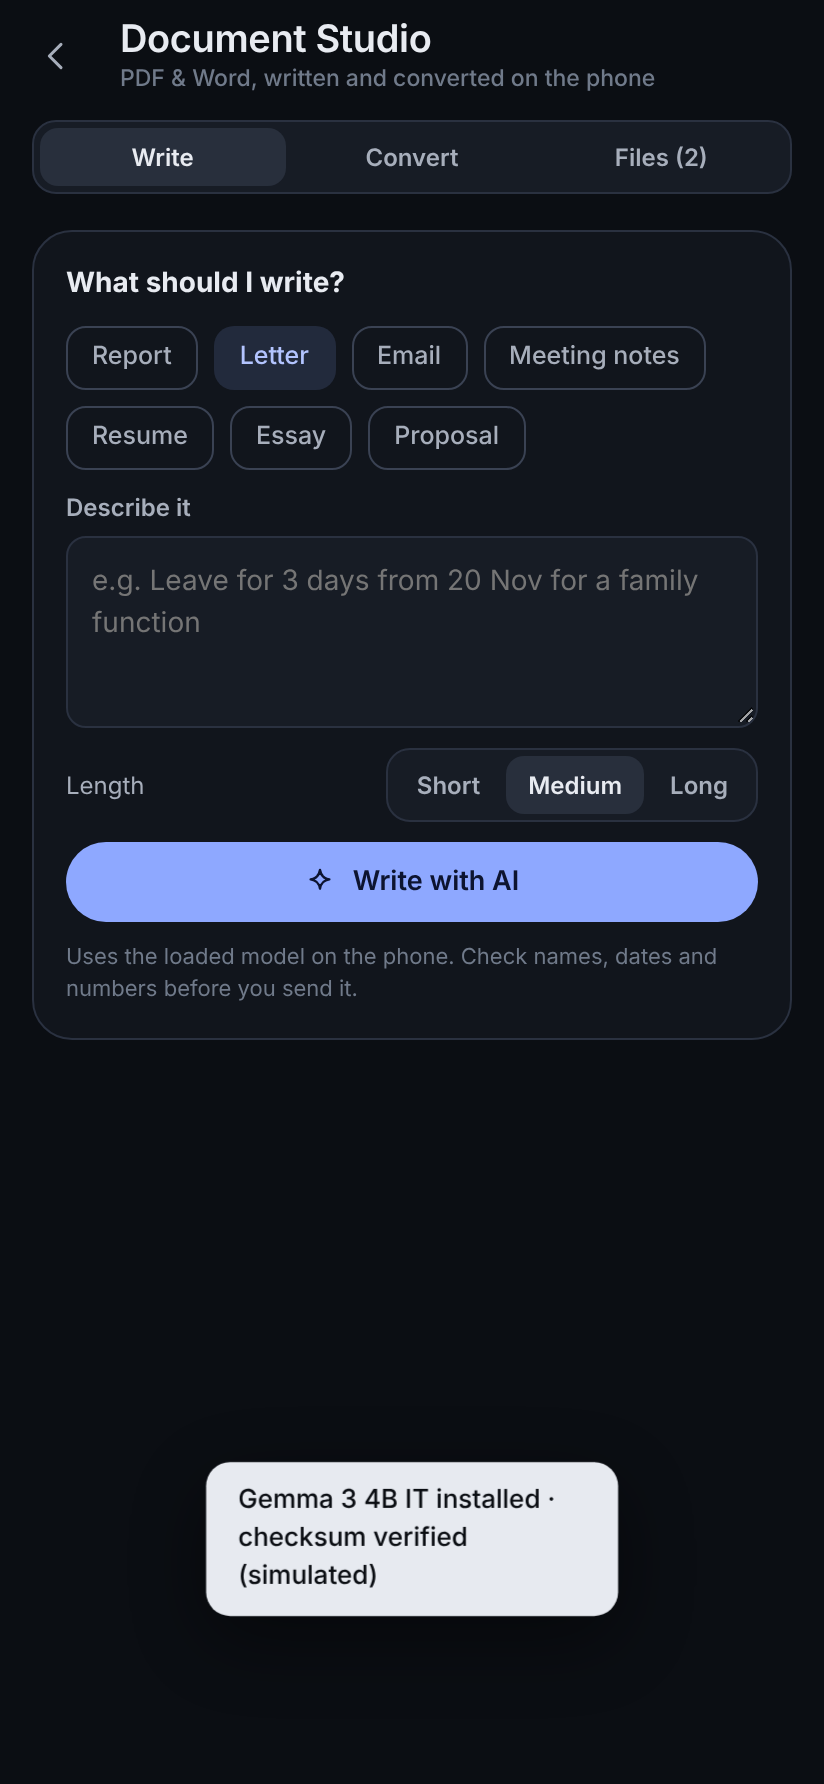 Document Studio
PDF & Word, written and converted on the phone
Write
Convert
Files (2)
What should I write?
Report
Letter
Email
Meeting notes
Resume
Essay
Proposal
Describe it
e.g. Leave for 3 days from 20 Nov for a family
function
Length
Short
Medium
Long
Write with AI
Uses the loaded model on the phone. Check names, dates and
numbers before you send it.
Gemma 3 4B IT installed ·
checksum verified
(simulated)